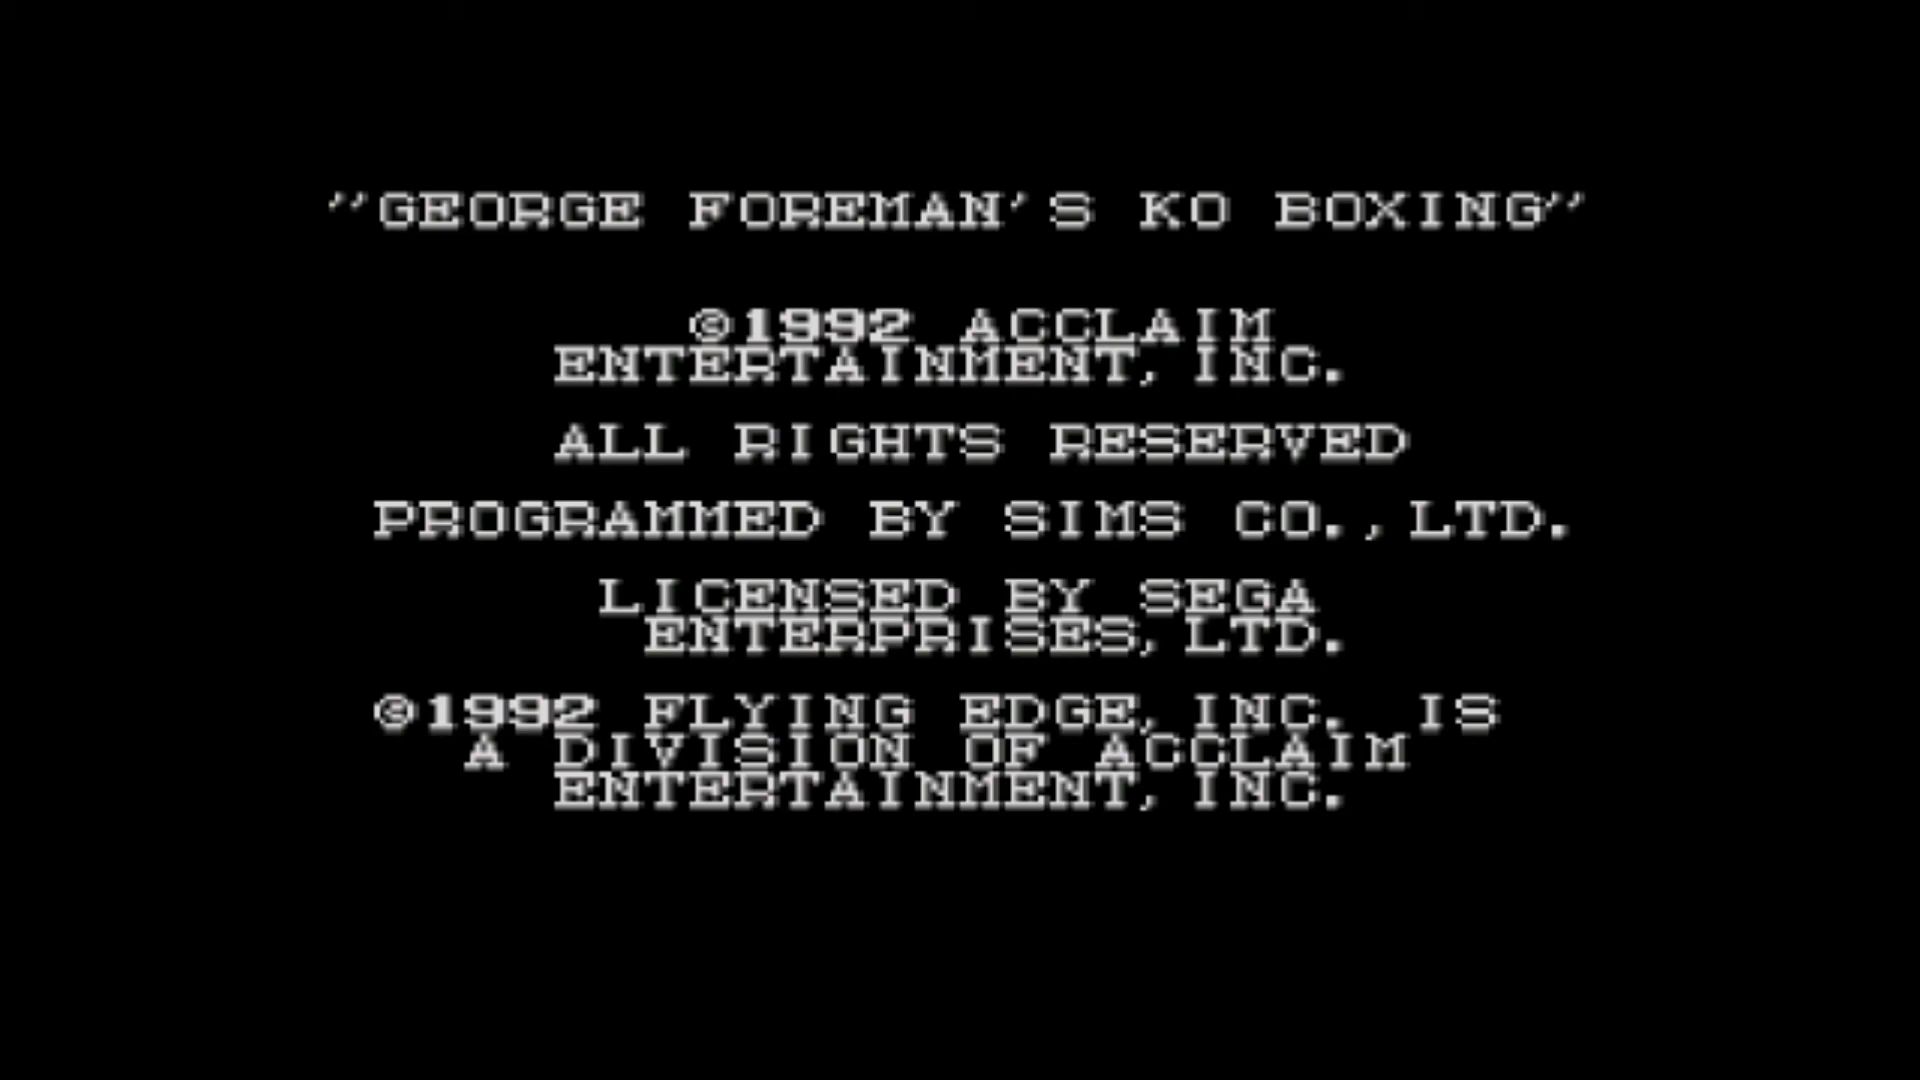 "GEORGE FOREMAN'S KO BOXING"
©1992 ACCLAIM
ENTERTAINMENT, INC.
ALL RIGHTS RESERVED
PROGRAMMED BY SIMS CO.,LTD.
LICENSED BY SEGA
ENTERPRISES,LTD.
©1992 FLYING EDGE, INC. IS
A DIVISION OF ACCLAIM
ENTERTAINMENT, INC.